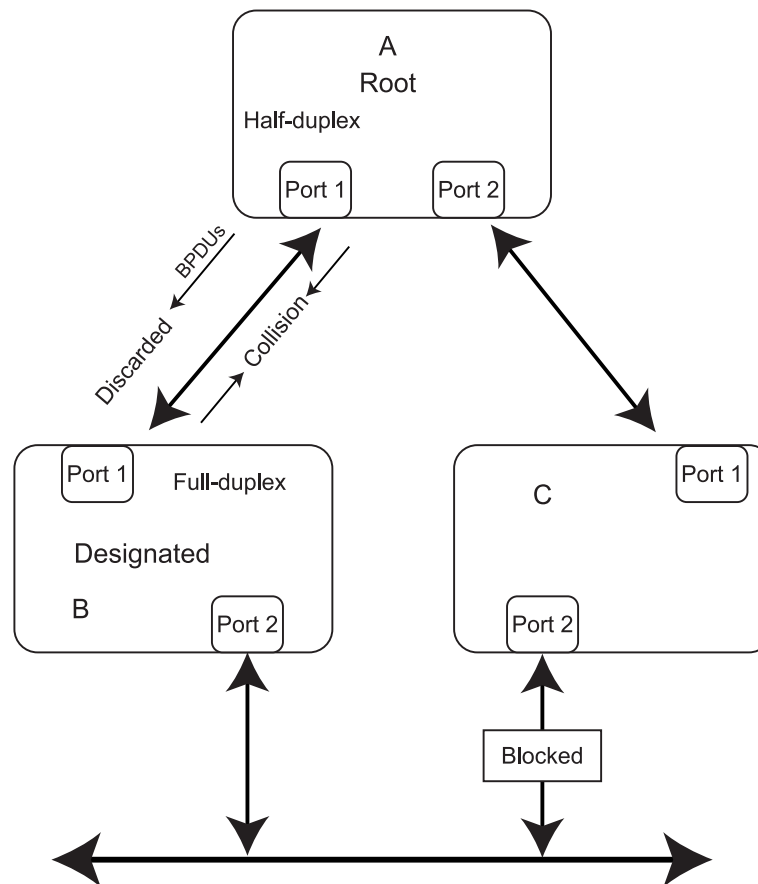 A
Root
Half-duplex
Port 1
Port 2
BPDUs
Discarded
Collision
Port 1
Full-duplex
Designated
B
Port 2
Port 1
C
Port 2
Blocked